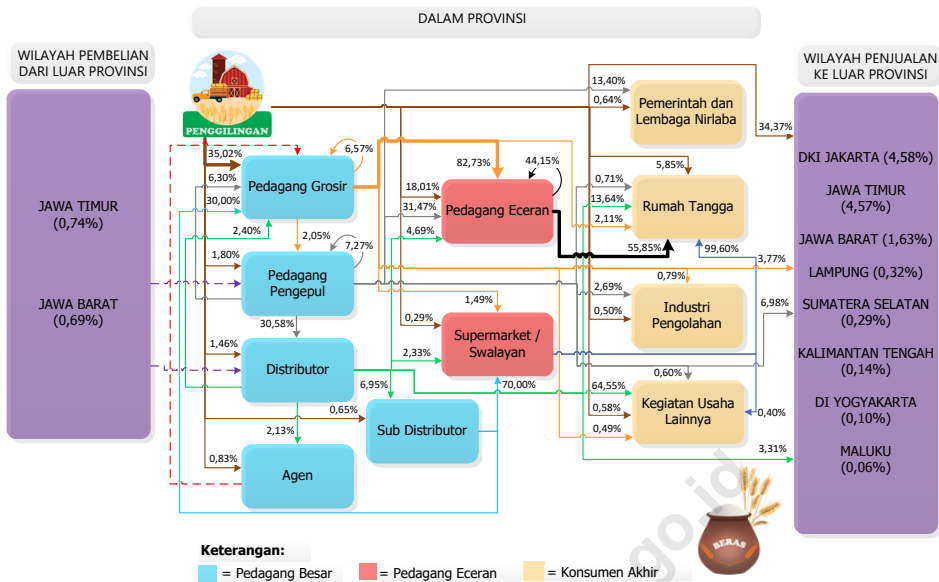 DALAM PROVINSI
WILAYAH PEMBELIAN
DARI LUAR PROVINSI
WILAYAH PENJUALAN
KE LUAR PROVINSI
JAWA TIMUR
(0,74%)
JAWA BARAT
(0,69%)
PENGGILINGAN
35,02%
6,30%
30,00%
2,40%
1,80%
1,46%
0,83%
Pedagang Grosir
6,57%
2,05%
7,27%
Pedagang
Pengepul
30,58%
Distributor
2,13%
Agen
0,65%
6,95%
Sub Distributor
82,73%
44,15%
18,01%
31,47%
4,69%
Pedagang Eceran
55,85%
1,49%
0,29%
2,33%
Supermarket /
Swalayan
70,00%
13,40%
0,64%
Pemerintah dan
Lembaga Nirlaba
5,85%
0,71%
13,64%
2,11%
Rumah Tangga
99,60%
0,79%
2,69%
0,50%
Industri
Pengolahan
0,60%
64,55%
0,58%
0,49%
Kegiatan Usaha
Lainnya
0,40%
34,37%
3,77%
6,98%
3,31%
DKI JAKARTA (4,58%)
JAWA TIMUR
(4,57%)
JAWA BARAT (1,63%)
LAMPUNG (0,32%)
SUMATERA SELATAN
(0,29%)
KALIMANTAN TENGAH
(0,14%)
DI YOGYAKARTA
(0,10%)
MALUKU
(0,06%)
BERAS
go.id
Keterangan:
= Pedagang Besar
= Pedagang Eceran
= Konsumen Akhir